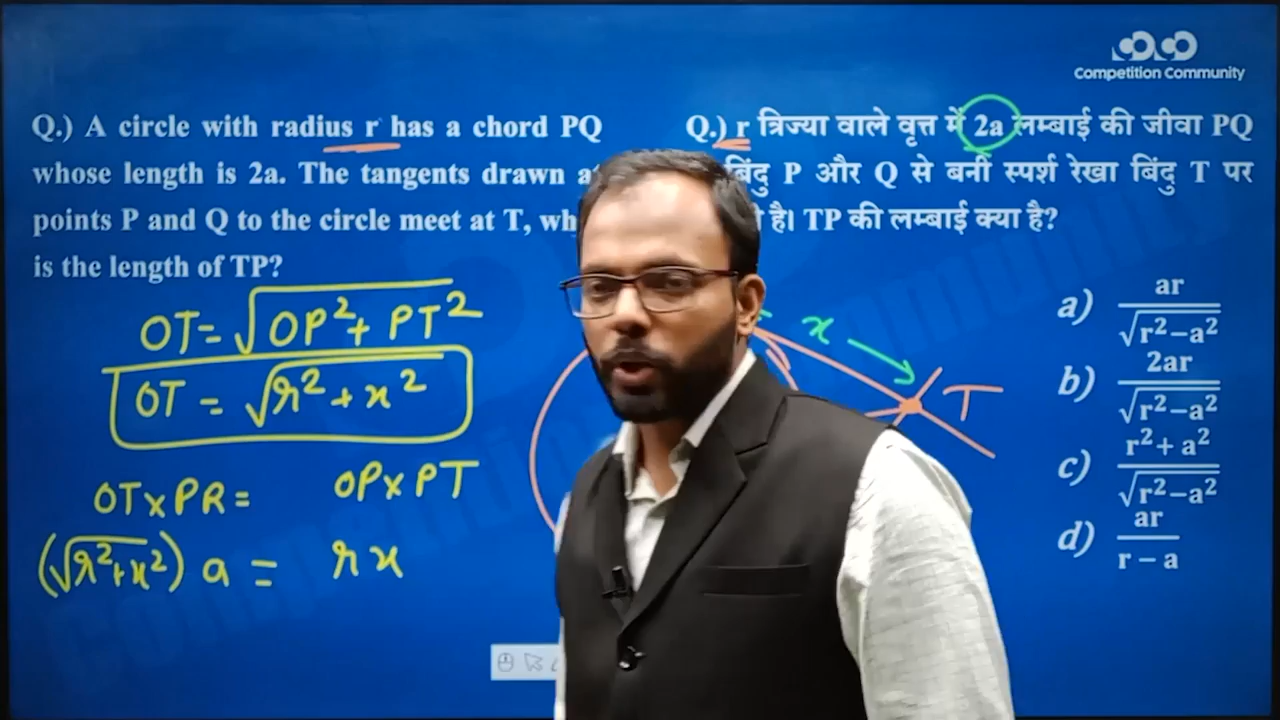 Competition Community
Q.) A circle with radius r has a chord PQ
whose length is 2a. The tangents drawn
points P and Q to the circle meet at T,
is the length of TP?
Q.) r त्रिज्या वाले वृत्त में 2a लम्बाई की जीवा PQ
बिंदु P और Q से बनी स्पर्श रेखा बिंदु T पर
है। TP की लम्बाई क्या है?
OT = √OP² + PT²
OT = √r² + x²
OT × PR = OP × PT
(√r² + x²) a = rx
x
T
a) ar/√r²−a²
b) 2ar/√r²−a²
c) r² + a²/√r²−a²
d) ar/r − a